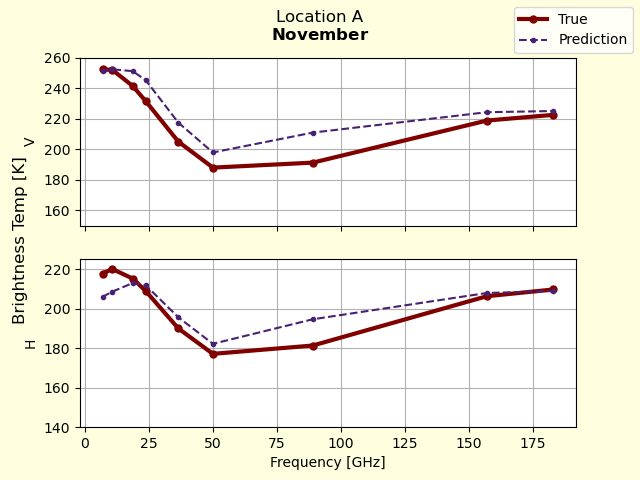 Location A
November
True
Prediction
260
240
220
200
180
160
V
Brightness Temp [K]
220
200
180
160
140
H
0
25
50
75
100
125
150
175
Frequency [GHz]